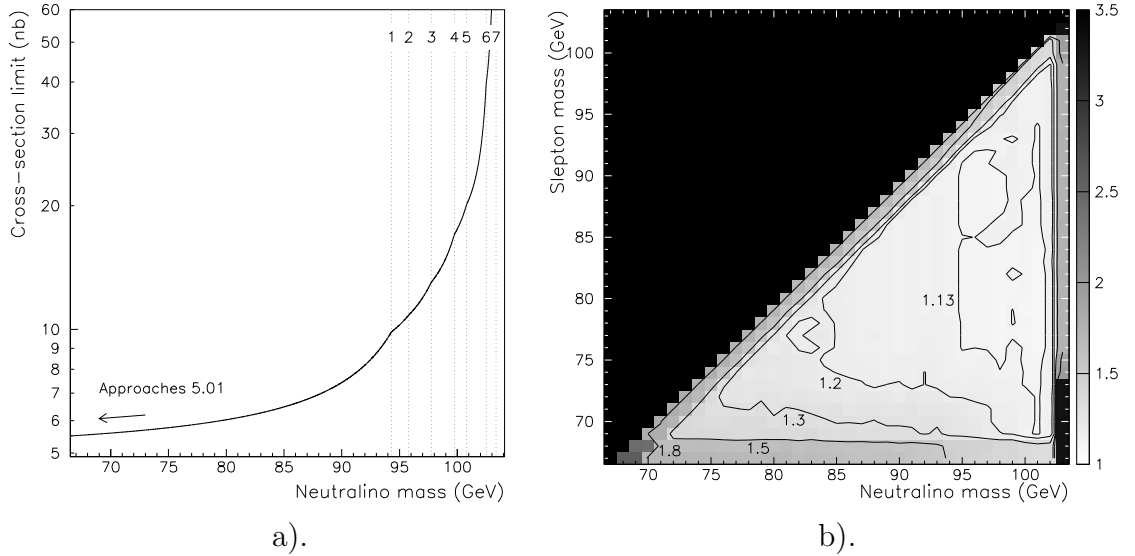 Cross-section limit (nb)
60
50
40
30
20
10
9
8
7
6
5
1 2 3 4 5 6 7
Approaches 5.01
70 75 80 85 90 95 100
Neutralino mass (GeV)
a).
Slepton mass (GeV)
100
95
90
85
80
75
70
1.13
1.2
1.3
1.5
1.8
70 75 80 85 90 95 100
Neutralino mass (GeV)
3.5
3
2.5
2
1.5
1
b).